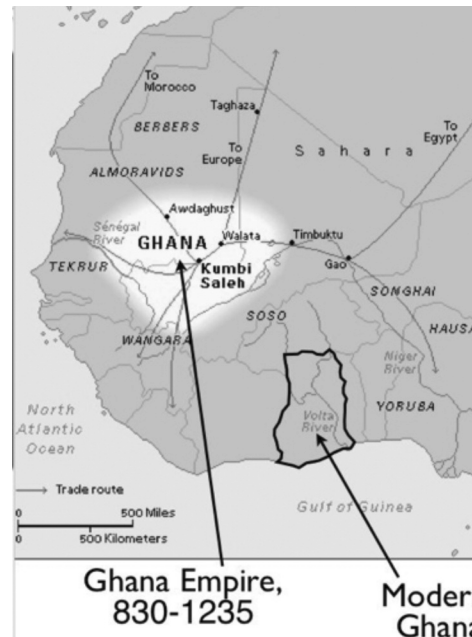 To
Morocco
Taghaza
BERBERS
To
Europe
To
Egypt
Sahara
ALMORAVIDS
Awdaghust
Sénégal
River
GHANA
Walata
Timbuktu
TEKRUR
Kumbi
Saleh
Gao
SONGHAI
SOSO
HAUSA
WANGARA
Niger
River
North
Atlantic
Ocean
Volta
River
YORUBA
Trade route
Gulf of Guinea
0 500 Miles
0 500 Kilometers
Ghana Empire,
830-1235
Moder
Ghana